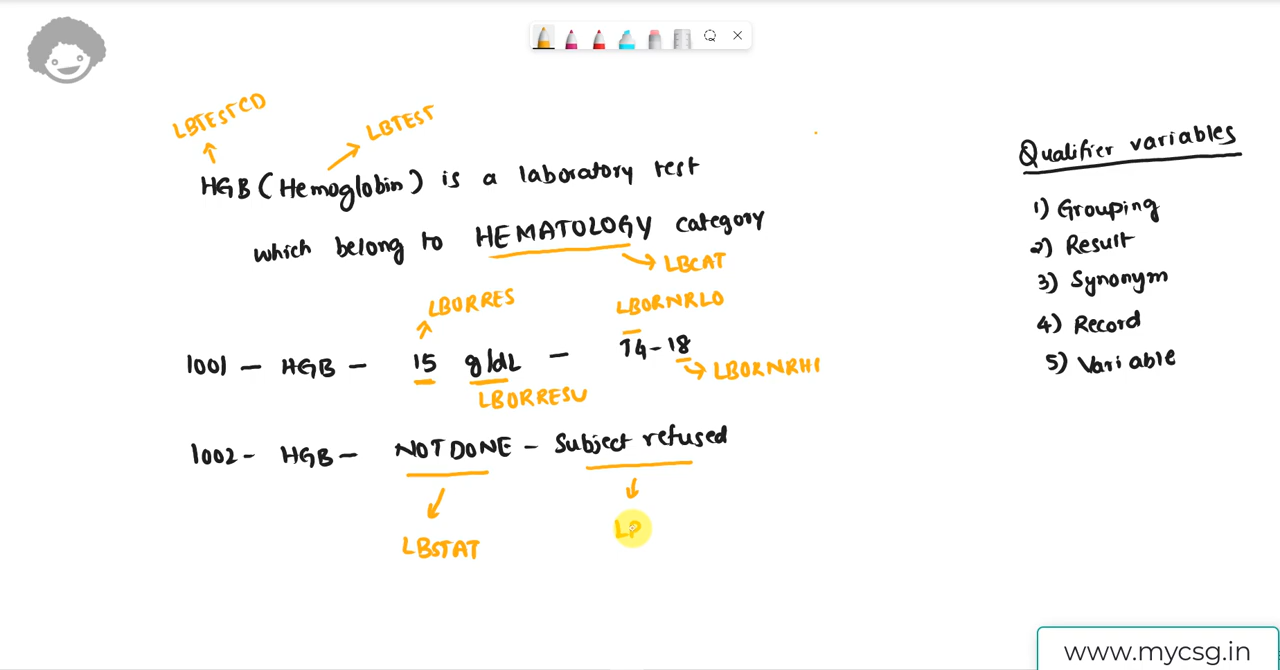 LBTESTCD
LBTEST
HGB (Hemoglobin) is a laboratory test
which belong to HEMATOLOGY category
LBCAT
LBORRES
LBORNRLO
1001 - HGB - 15 g/dL - 14-18
LBORNRHI
LBORRESU
1002 - HGB - NOT DONE - Subject refused
LBSTAT
Qualifier variables
1) Grouping
2) Result
3) Synonym
4) Record
5) Variable
www.mycsg.in